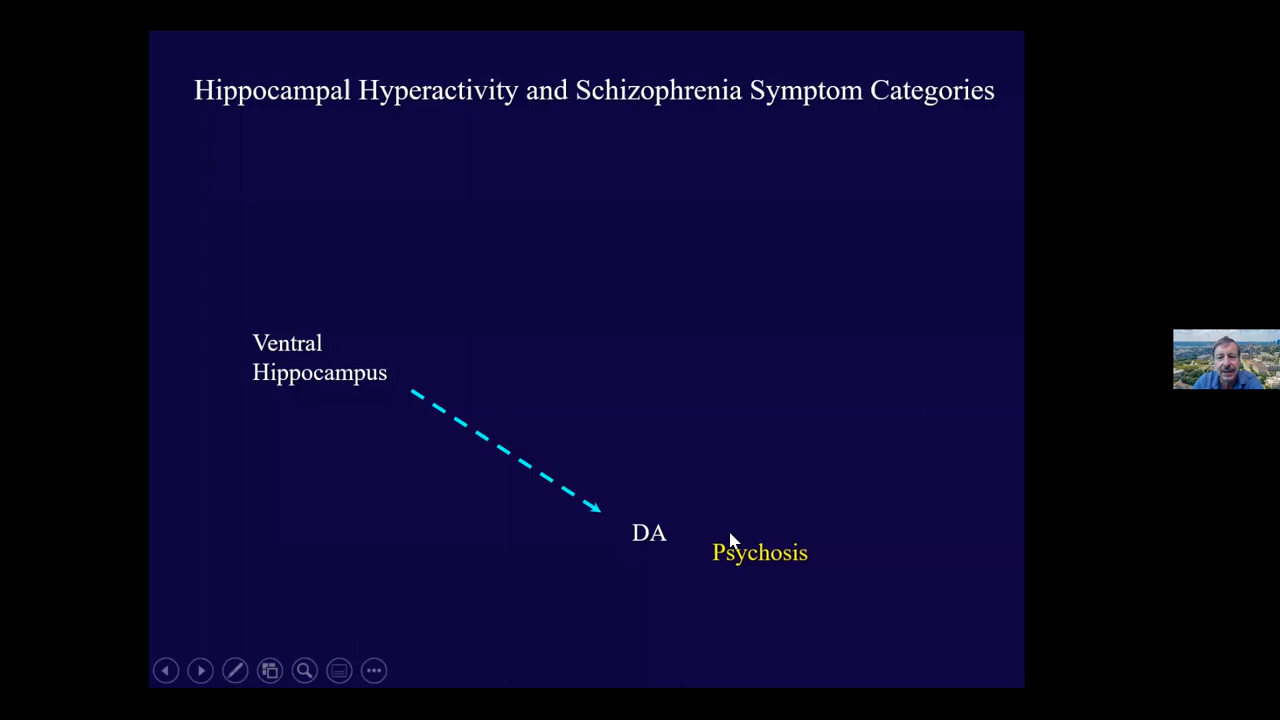 Hippocampal Hyperactivity and Schizophrenia Symptom Categories
Ventral
Hippocampus
DA
Psychosis